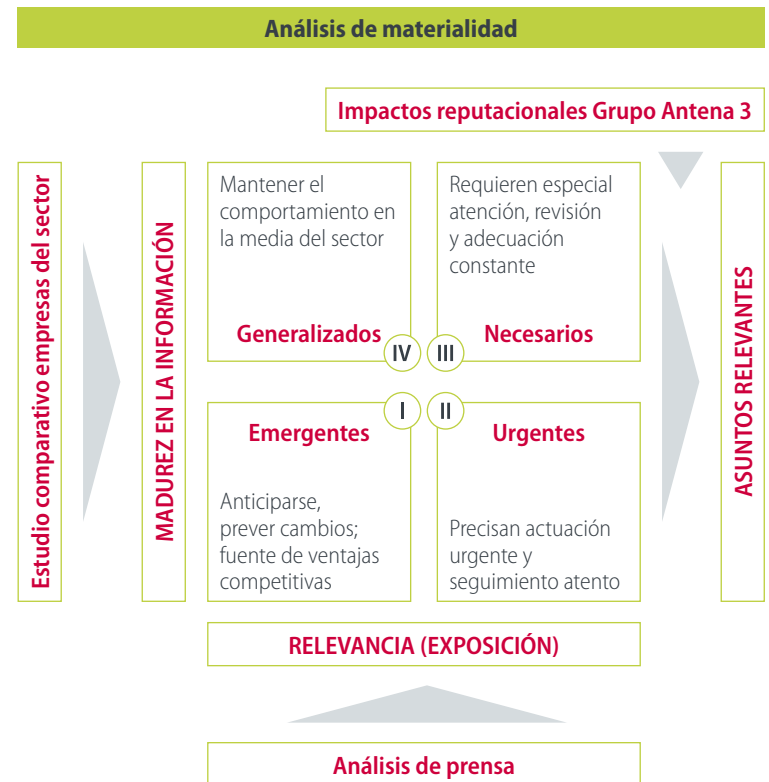 Análisis de materialidad
Impactos reputacionales Grupo Antena 3
Estudio comparativo empresas del sector
MADUREZ EN LA INFORMACIÓN
Mantener el
comportamiento en
la media del sector
Generalizados
IV
Requieren especial
atención, revisión
y adecuación
constante
Necesarios
III
I
Emergentes
Anticiparse,
prever cambios;
fuente de ventajas
competitivas
II
Urgentes
Precisan actuación
urgente y
seguimiento atento
ASUNTOS RELEVANTES
RELEVANCIA (EXPOSICIÓN)
Análisis de prensa